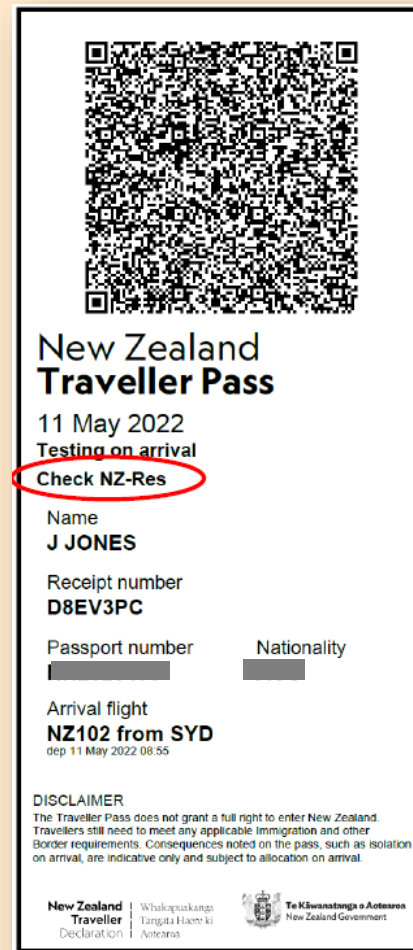 New Zealand
Traveller Pass
11 May 2022
Testing on arrival
Check NZ-Res
Name
J JONES
Receipt number
D8EV3PC
Passport number Nationality
Arrival flight
NZ102 from SYD
dep 11 May 2022 08:55
DISCLAIMER
The Traveller Pass does not grant a full right to enter New Zealand.
Travellers still need to meet any applicable Immigration and other
Border requirements. Consequences noted on the pass, such as isolation
on arrival, are indicative only and subject to allocation on arrival.
New Zealand
Traveller
Declaration
Whakapuakanga
Tangata Haere ki
Aotearoa
Te Kāwanatanga o Aotearoa
New Zealand Government